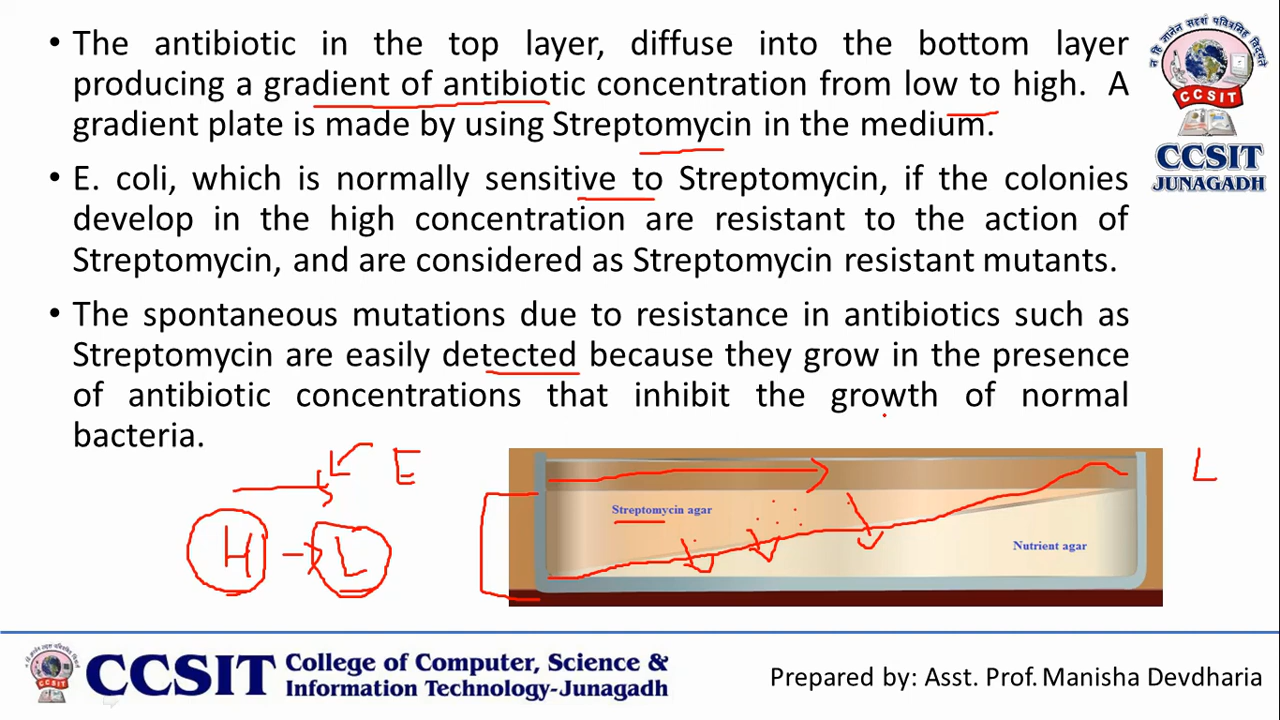 • The antibiotic in the top layer, diffuse into the bottom layer
producing a gradient of antibiotic concentration from low to high. A
gradient plate is made by using Streptomycin in the medium.
• E. coli, which is normally sensitive to Streptomycin, if the colonies
develop in the high concentration are resistant to the action of
Streptomycin, and are considered as Streptomycin resistant mutants.
• The spontaneous mutations due to resistance in antibiotics such as
Streptomycin are easily detected because they grow in the presence
of antibiotic concentrations that inhibit the growth of normal
bacteria.
CCSIT
CCSIT
JUNAGADH
E
L
H → L
Streptomycin agar
Nutrient agar
CCSIT
College of Computer, Science &
Information Technology-Junagadh
Prepared by: Asst. Prof. Manisha Devdharia